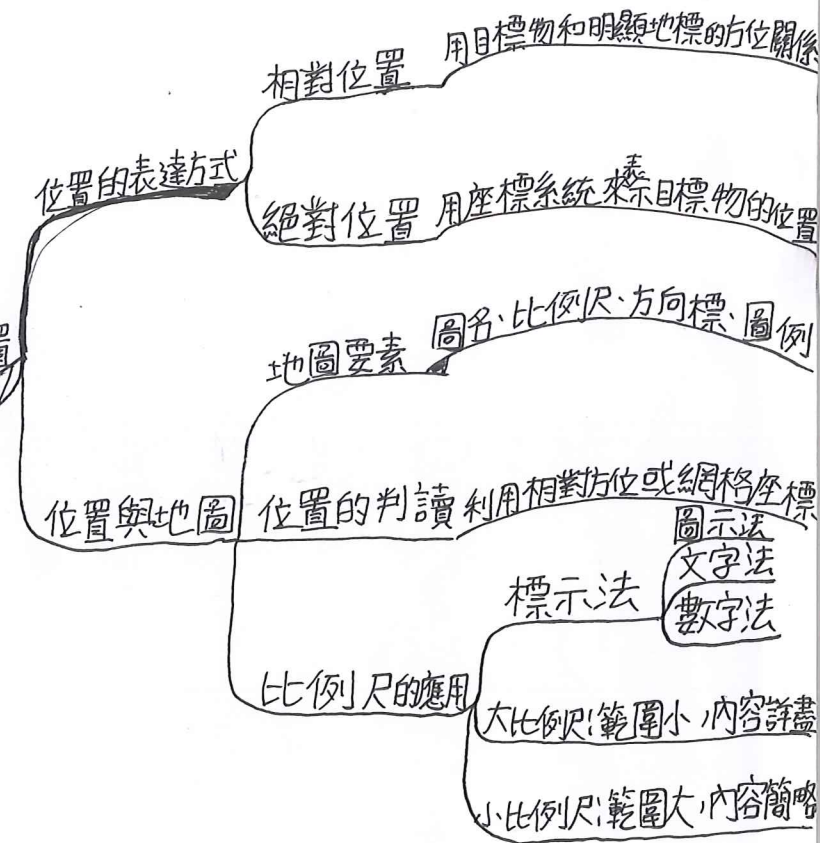 位置的表達方式
相對位置
用目標物和明顯地標的方位關係
絕對位置
用座標系統來表示目標物的位置
置
位置與地圖
地圖要素
圖名、比例尺、方向標、圖例
位置的判讀
利用相對方位或網格座標
比例尺的應用
標示法
圖示法
文字法
數字法
大比例尺:範圍小,內容詳盡
小比例尺:範圍大,內容簡略